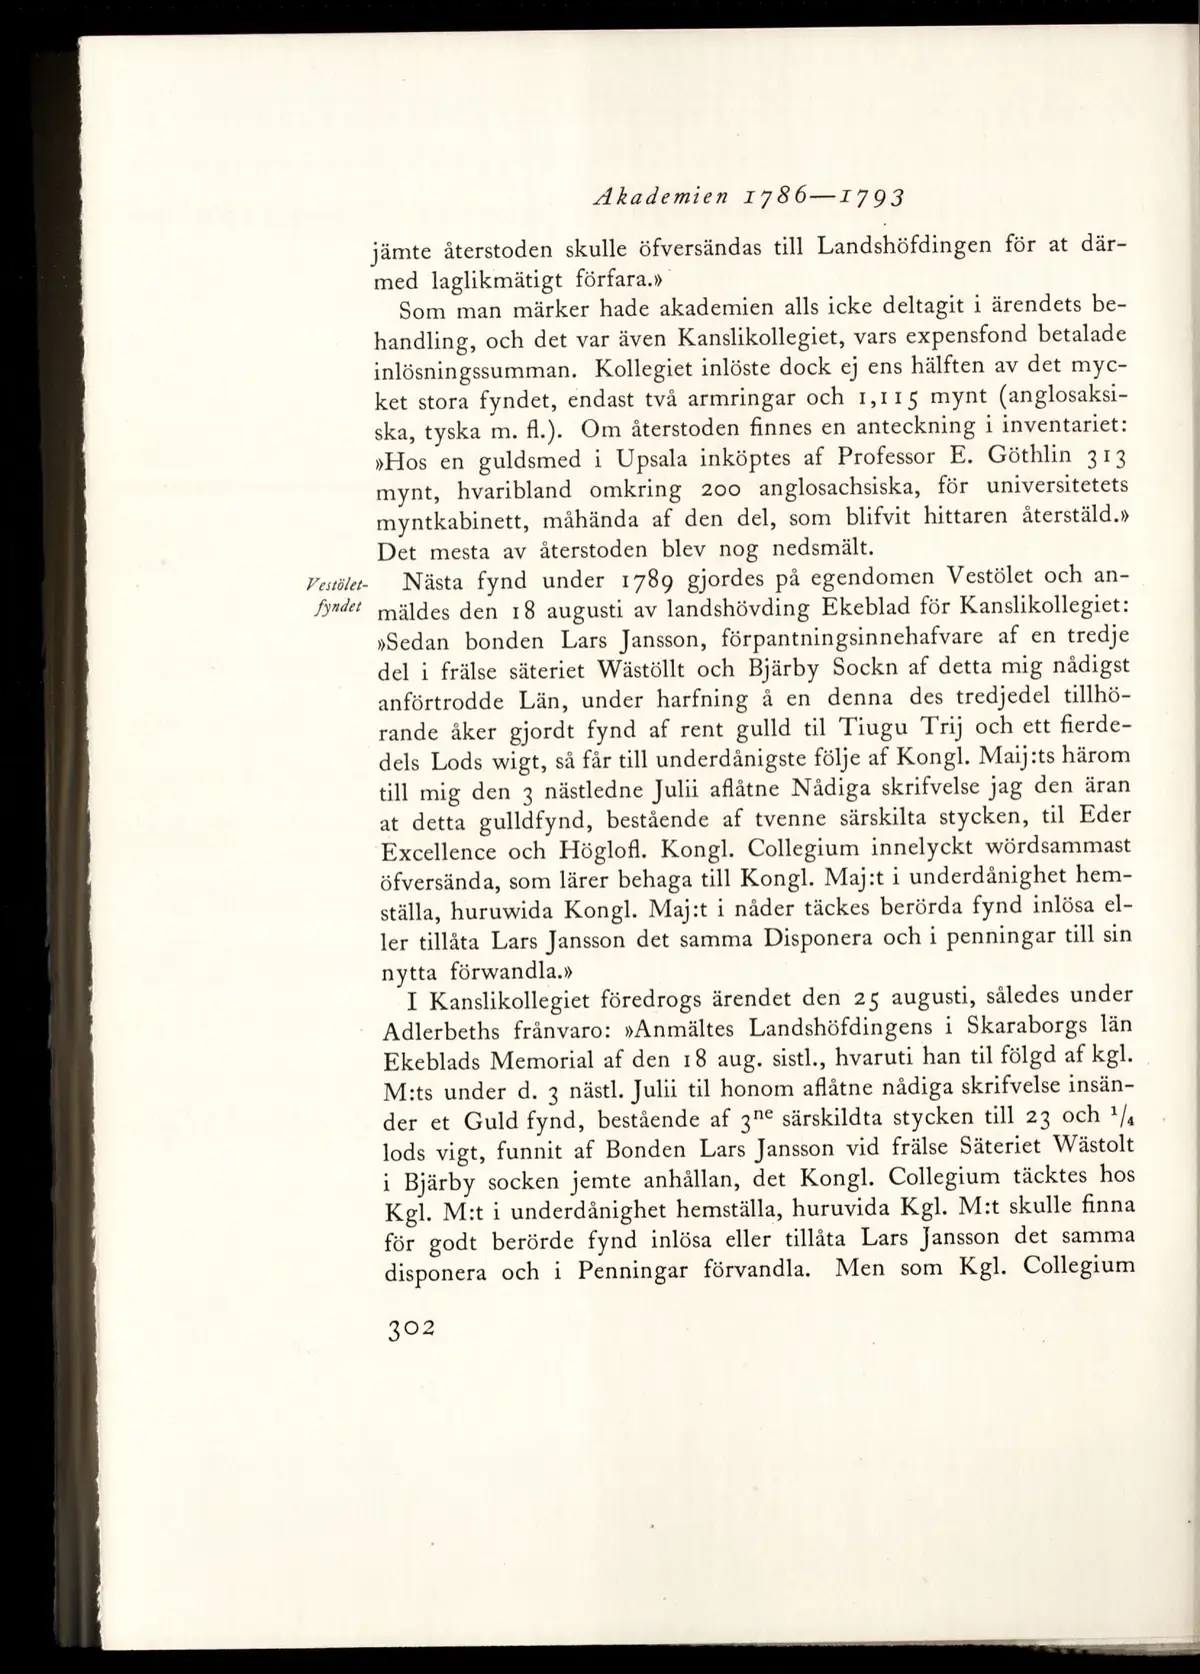 Akademien 1786—1793
jämte återstoden skulle öfversändas till Landshöfdingen för at där-
med laglikmätigt förfara.»
Som man märker hade akademien alls icke deltagit i ärendets be-
handling, och det var även Kanslikollegiet, vars expensfond betalade
inlösningssumman. Kollegiet inlöste dock ej ens hälften av det myc-
ket stora fyndet, endast två armringar och 1,115 mynt (anglosaksi-
ska, tyska m. fl.). Om återstoden finnes en anteckning i inventariet:
»Hos en guldsmed i Upsala inköptes af Professor E. Göthlin 313
mynt, hvaribland omkring 200 anglosachsiska, för universitetets
myntkabinett, måhända af den del, som blifvit hittaren återstäld.»
Det mesta av återstoden blev nog nedsmält.
Vestölet-
fyndet
Nästa fynd under 1789 gjordes på egendomen Vestölet och an-
mäldes den 18 augusti av landshövding Ekeblad för Kanslikollegiet:
»Sedan bonden Lars Jansson, förpantningsinnehafvare af en tredje
del i frälse säteriet Wästöllt och Bjärby Sockn af detta mig nådigst
anförtrodde Län, under harfning å en denna des tredjedel tillhö-
rande åker gjordt fynd af rent gulld til Tiugu Trij och ett fierde-
dels Lods wigt, så får till underdånigste följe af Kongl. Maij:ts härom
till mig den 3 nästledne Julii aflåtne Nådiga skrifvelse jag den äran
at detta gulldfynd, bestående af tvenne särskilta stycken, til Eder
Excellence och Höglofl. Kongl. Collegium innelyckt wördsammast
öfversända, som lärer behaga till Kongl. Maj:t i underdånighet hem-
ställa, huruwida Kongl. Maj:t i nåder täckes berörda fynd inlösa el-
ler tillåta Lars Jansson det samma Disponera och i penningar till sin
nytta förwandla.»
I Kanslikollegiet föredrogs ärendet den 25 augusti, således under
Adlerbeths frånvaro: »Anmältes Landshöfdingens i Skaraborgs län
Ekeblads Memorial af den 18 aug. sistl., hvaruti han til fölgd af kgl.
M:ts under d. 3 nästl. Julii til honom aflåtne nådiga skrifvelse insän-
der et Guld fynd, bestående af 3ⁿᵉ särskildta stycken till 23 och ¹/₄
lods vigt, funnit af Bonden Lars Jansson vid frälse Säteriet Wästolt
i Bjärby socken jemte anhållan, det Kongl. Collegium täcktes hos
Kgl. M:t i underdånighet hemställa, huruvida Kgl. M:t skulle finna
för godt berörde fynd inlösa eller tillåta Lars Jansson det samma
disponera och i Penningar förvandla. Men som Kgl. Collegium
302